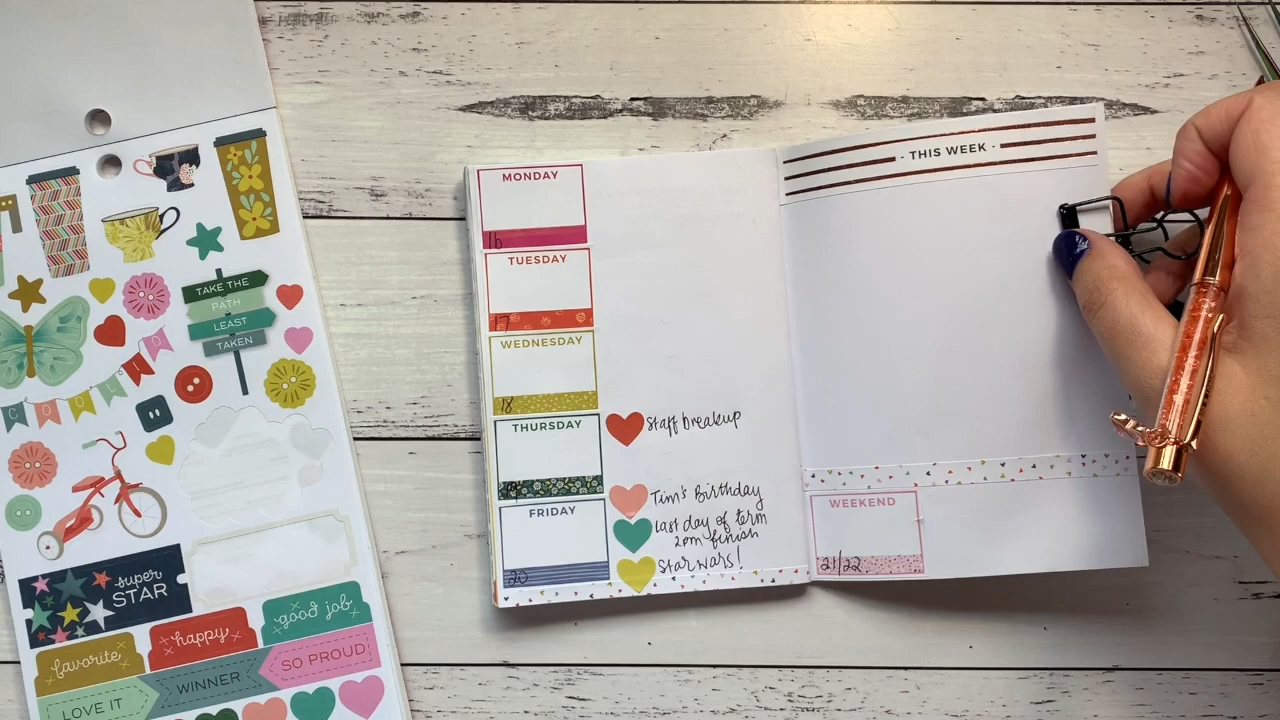 TAKE THE
PATH
LEAST
TAKEN
super
STAR
favorite
happy
good job
LOVE IT
WINNER
SO PROUD
MONDAY
16
TUESDAY
17
WEDNESDAY
18
THURSDAY
Staff breakup
FRIDAY
20
Tim's Birthday
Last day of term
2pm finish
Star wars!
- THIS WEEK -
WEEKEND
21/22